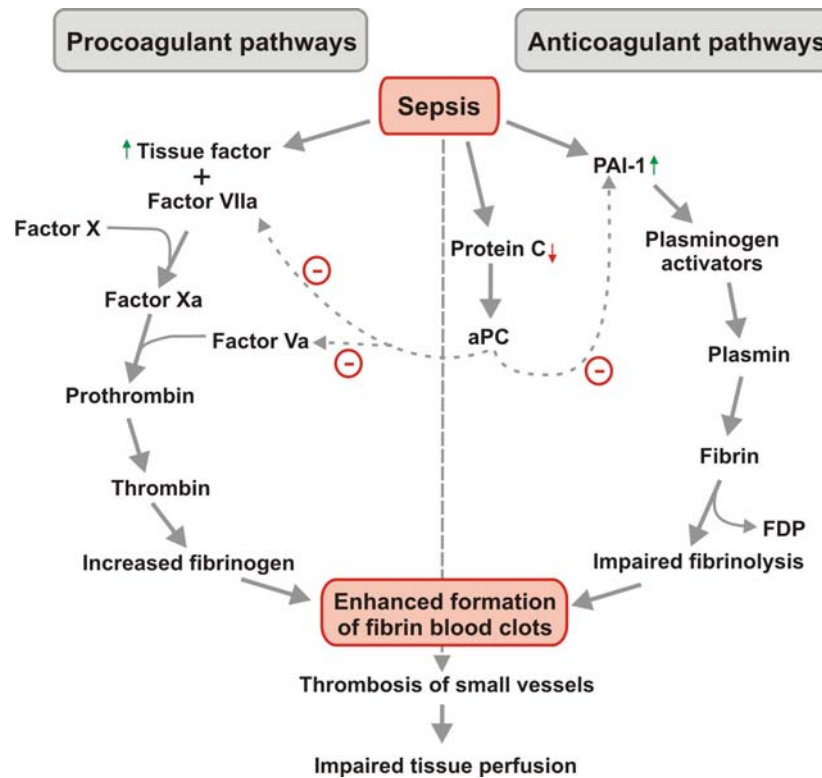 Procoagulant pathways
Anticoagulant pathways
Sepsis
↑ Tissue factor
+
Factor VIIa
Factor X
Factor Xa
Factor Va
Prothrombin
Thrombin
Increased fibrinogen
Protein C ↓
aPC
−
−
−
PAI-1 ↑
Plasminogen
activators
Plasmin
Fibrin
FDP
Impaired fibrinolysis
Enhanced formation
of fibrin blood clots
Thrombosis of small vessels
Impaired tissue perfusion